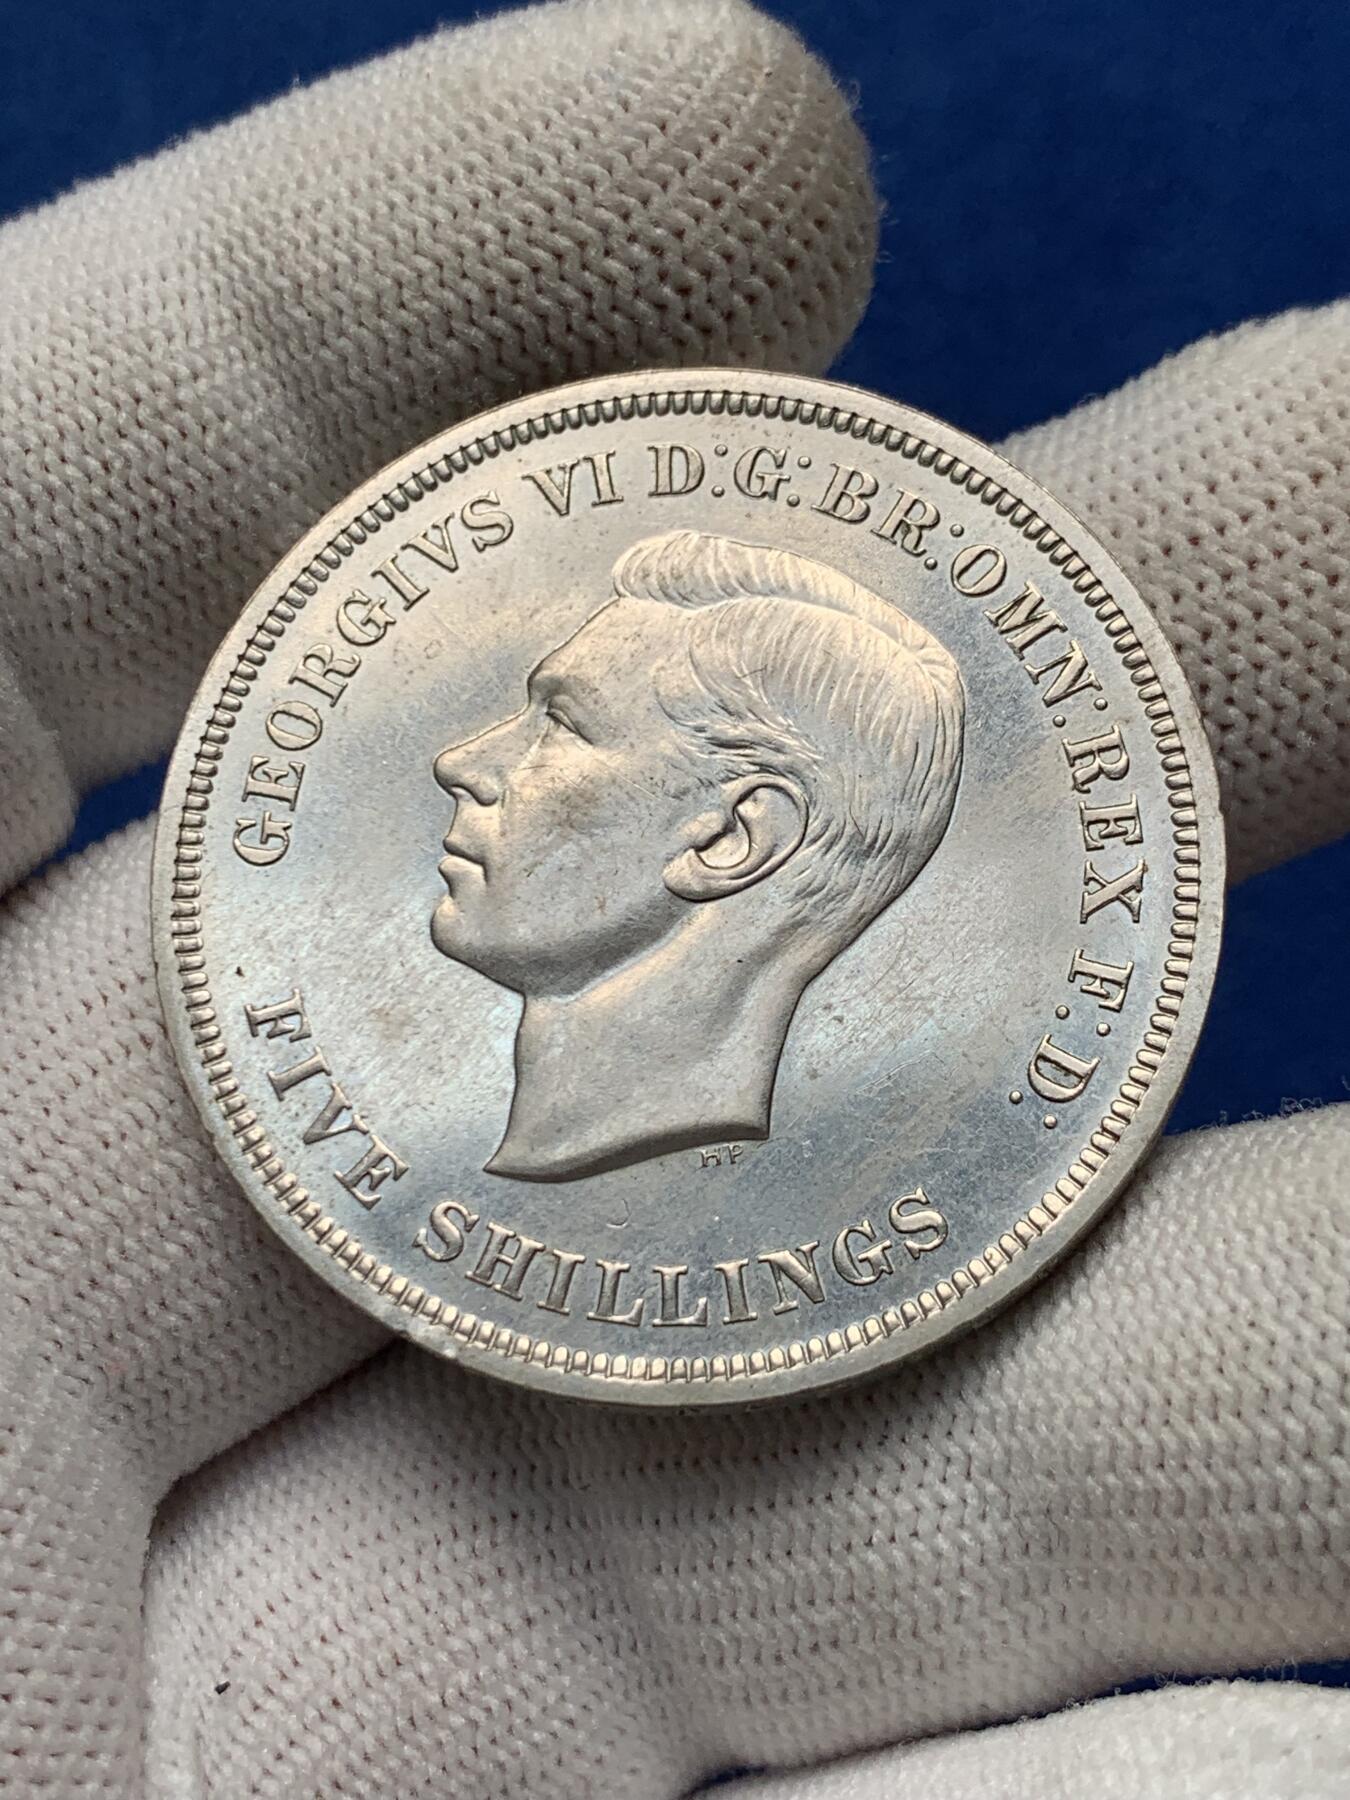 GEORGIVS VI D:G:BR:OMN:REX F:D:
FIVE SHILLINGS
HP